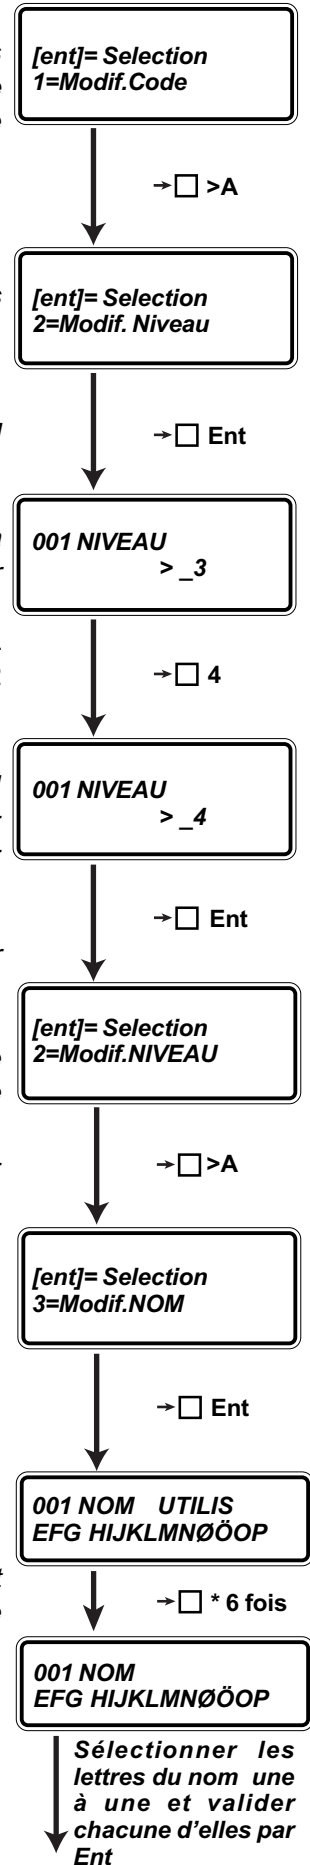 [ent]= Selection
1=Modif.Code
→□ >A
[ent]= Selection
2=Modif. Niveau
→□ Ent
001 NIVEAU
> _3
→□ 4
001 NIVEAU
> _4
→□ Ent
[ent]= Selection
2=Modif.NIVEAU
→□ >A
[ent]= Selection
3=Modif.NOM
→□ Ent
001 NOM UTILIS
EFG HIJKLMNØÖOP
→□ * 6 fois
001 NOM
EFG HIJKLMNØÖOP
Sélectionner les
lettres du nom une
à une et valider
chacune d'elles par
Ent